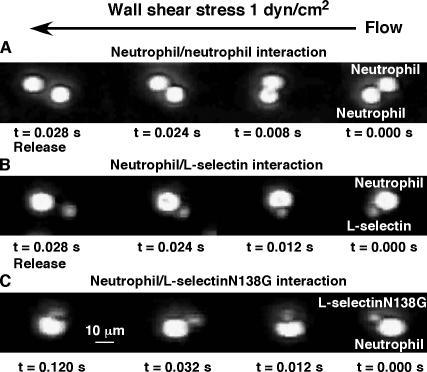 Wall shear stress 1 dyn/cm2
Flow
A
Neutrophil/neutrophil interaction
Neutrophil
Neutrophil
t = 0.028 s t = 0.024 s t = 0.008 s t = 0.000 s
Release
B
Neutrophil/L-selectin interaction
Neutrophil
L-selectin
t = 0.028 s t = 0.024 s t = 0.012 s t = 0.000 s
Release
C
Neutrophil/L-selectinN138G interaction
L-selectinN138G
10 μm
Neutrophil
t = 0.120 s t = 0.032 s t = 0.012 s t = 0.000 s